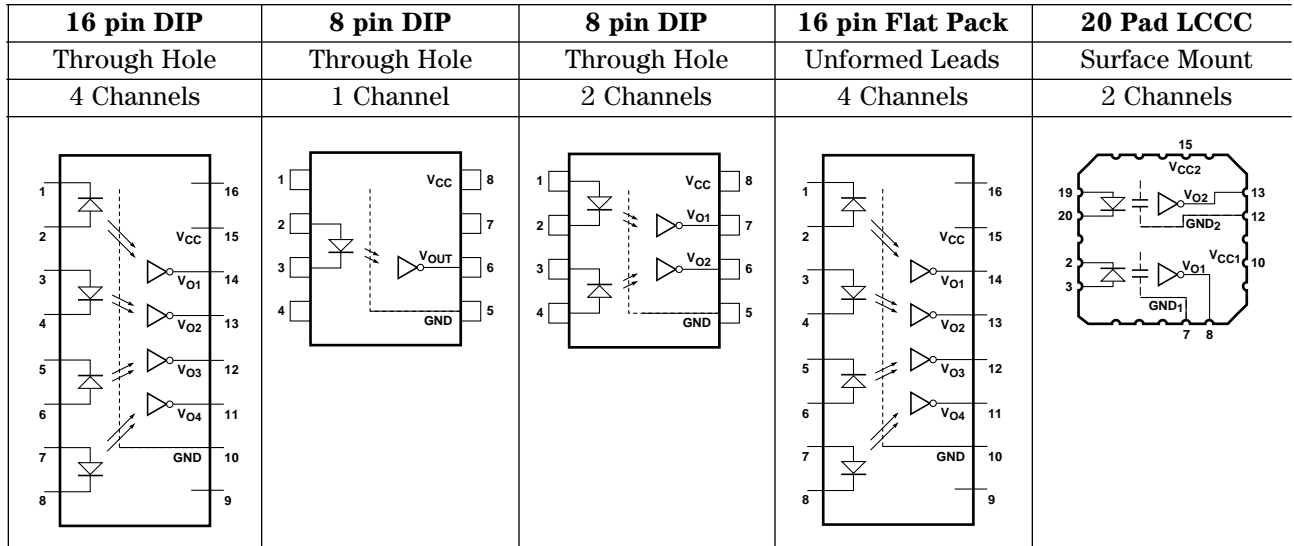 16 pin DIP 8 pin DIP 8 pin DIP 16 pin Flat Pack 20 Pad LCCC
Through Hole Through Hole Through Hole Unformed Leads Surface Mount
4 Channels 1 Channel 2 Channels 4 Channels 2 Channels
1 16
2 VCC 15
3 14
VO1
4 13
VO2
5 12
VO3
6 11
VO4
7 10
GND
8 9
1 VCC 8
2 7
3 VOUT 6
4 5
GND
1 VCC 8
2 VO1 7
3 VO2 6
4 5
GND
1 16
2 VCC 15
3 14
VO1
4 13
VO2
5 12
VO3
6 11
VO4
7 10
GND
8 9
15
VCC2
19 VO2 13
20 12
GND2
2 VCC1 10
VO1
3
GND1
7 8